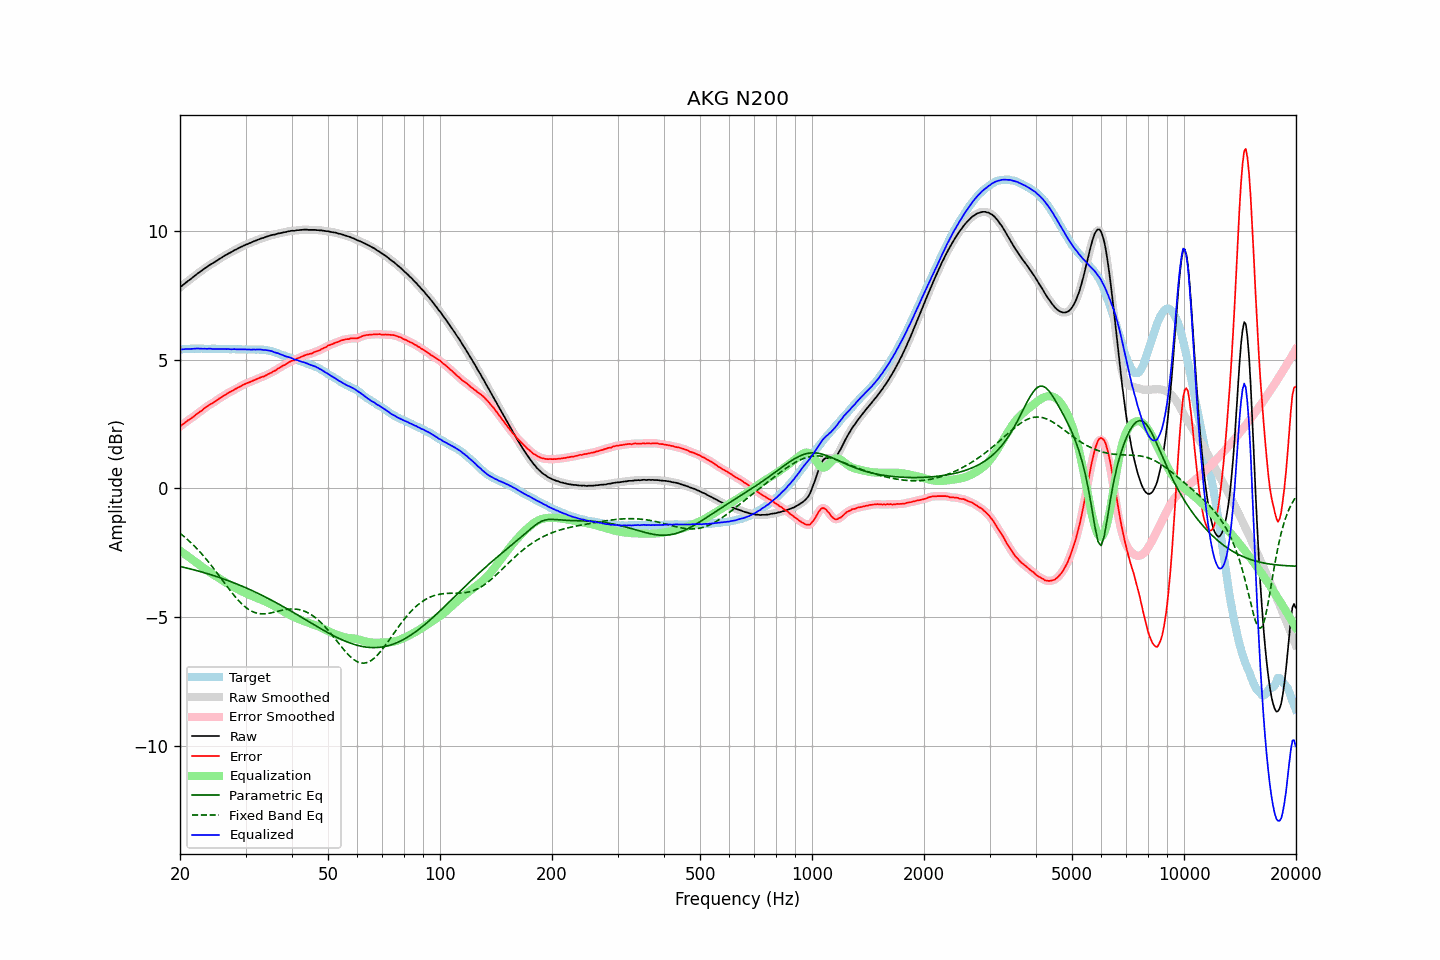 AKG N200
Amplitude (dBr)
10
5
0
−5
−10
Target
Raw Smoothed
Error Smoothed
Raw
Error
Equalization
Parametric Eq
Fixed Band Eq
Equalized
20 50 100 200 500 1000 2000 5000 10000 20000
Frequency (Hz)